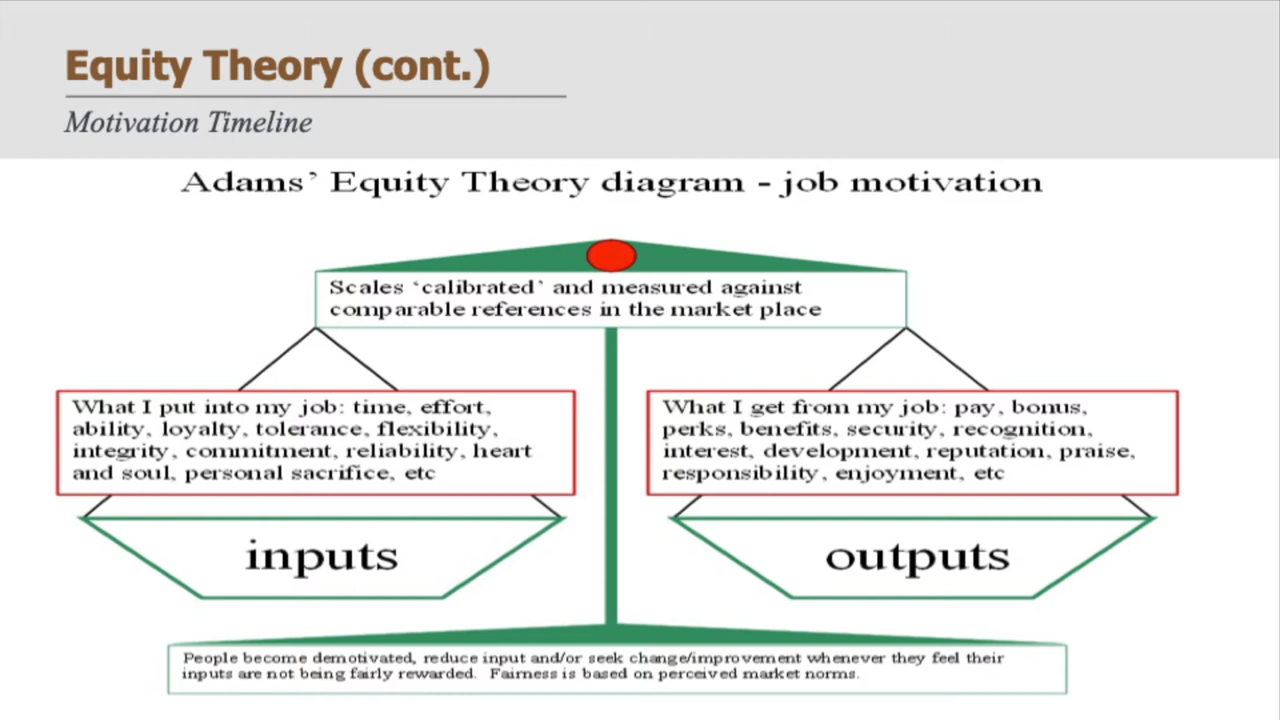 Equity Theory (cont.)
Motivation Timeline
Adams’ Equity Theory diagram - job motivation
Scales ‘calibrated’ and measured against
comparable references in the market place
What I put into my job: time, effort,
ability, loyalty, tolerance, flexibility,
integrity, commitment, reliability, heart
and soul, personal sacrifice, etc
What I get from my job: pay, bonus,
perks, benefits, security, recognition,
interest, development, reputation, praise,
responsibility, enjoyment, etc
inputs
outputs
People become demotivated, reduce input and/or seek change/improvement whenever they feel their
inputs are not being fairly rewarded. Fairness is based on perceived market norms.